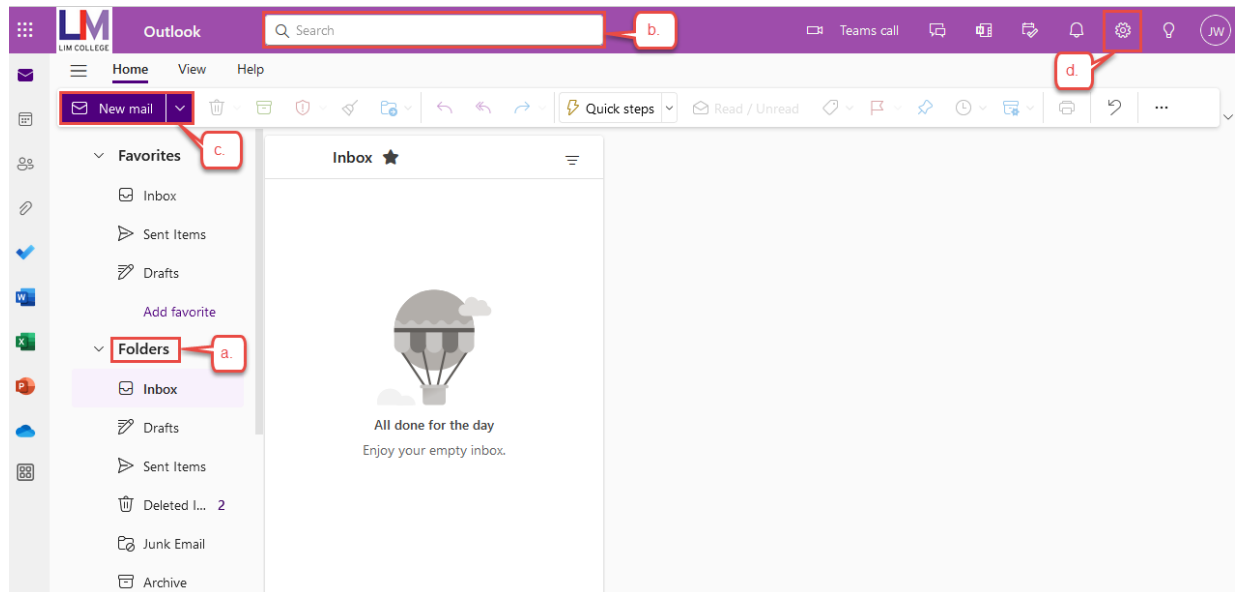 LIM
LIM COLLEGE
Outlook
Search
b.
Teams call
JW
Home View Help
d.
New mail
Quick steps
Read / Unread
c.
Favorites
Inbox
Inbox
Sent Items
Drafts
Add favorite
Folders
a.
Inbox
Drafts
All done for the day
Enjoy your empty inbox.
Sent Items
Deleted I... 2
Junk Email
Archive